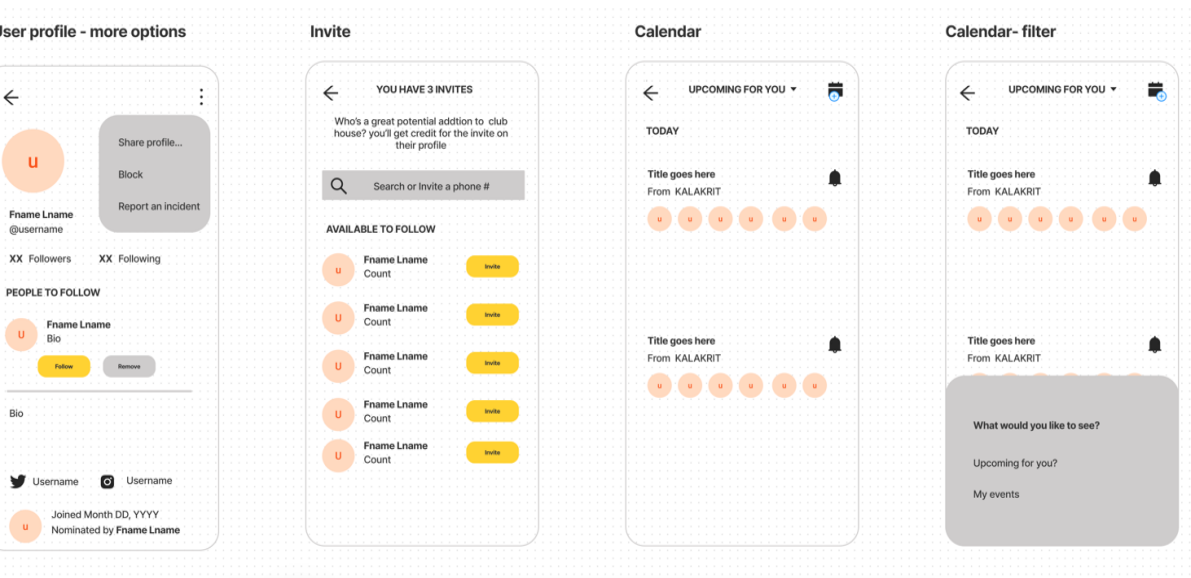 User profile - more options
Share profile...
Block
Report an incident
u
Fname Lname
@username
XX Followers
XX Following
PEOPLE TO FOLLOW
U
Fname Lname
Bio
Follow
Remove
Bio
Username
Username
u
Joined Month DD, YYYY
Nominated by Fname Lname
Invite
YOU HAVE 3 INVITES
Who's a great potential addtion to club
house? you'll get credit for the invite on
their profile
Search or Invite a phone #
AVAILABLE TO FOLLOW
U
Fname Lname
Count
Invite
U
Fname Lname
Count
Invite
U
Fname Lname
Count
Invite
U
Fname Lname
Count
Invite
U
Fname Lname
Count
Invite
Calendar
UPCOMING FOR YOU
TODAY
Title goes here
From KALAKRIT
u u u u u u
Title goes here
From KALAKRIT
u u u u u u
Calendar- filter
UPCOMING FOR YOU
TODAY
Title goes here
From KALAKRIT
u u u u u u
Title goes here
From KALAKRIT
What would you like to see?
Upcoming for you?
My events